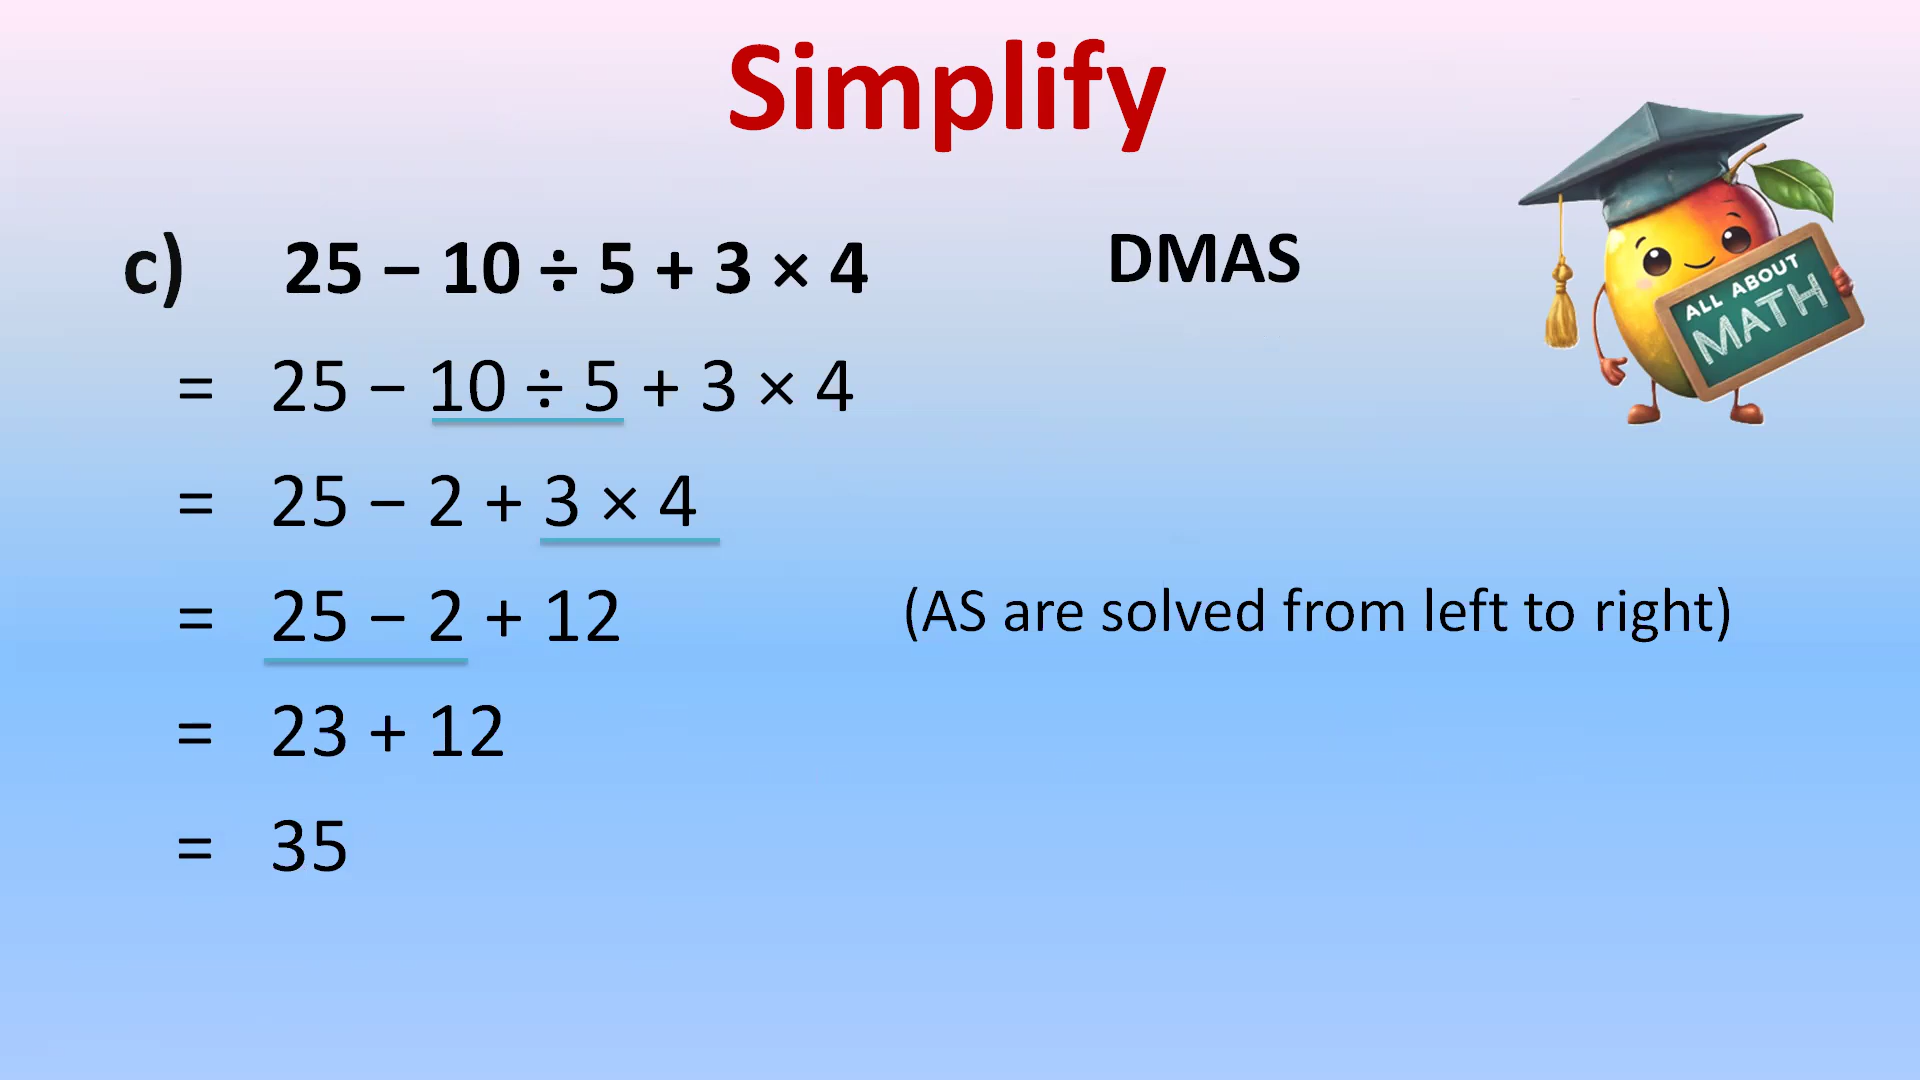 Simplify
c) 25 − 10 ÷ 5 + 3 × 4
DMAS
= 25 − 10 ÷ 5 + 3 × 4
= 25 − 2 + 3 × 4
= 25 − 2 + 12
(AS are solved from left to right)
= 23 + 12
= 35
ALL ABOUT
MATH